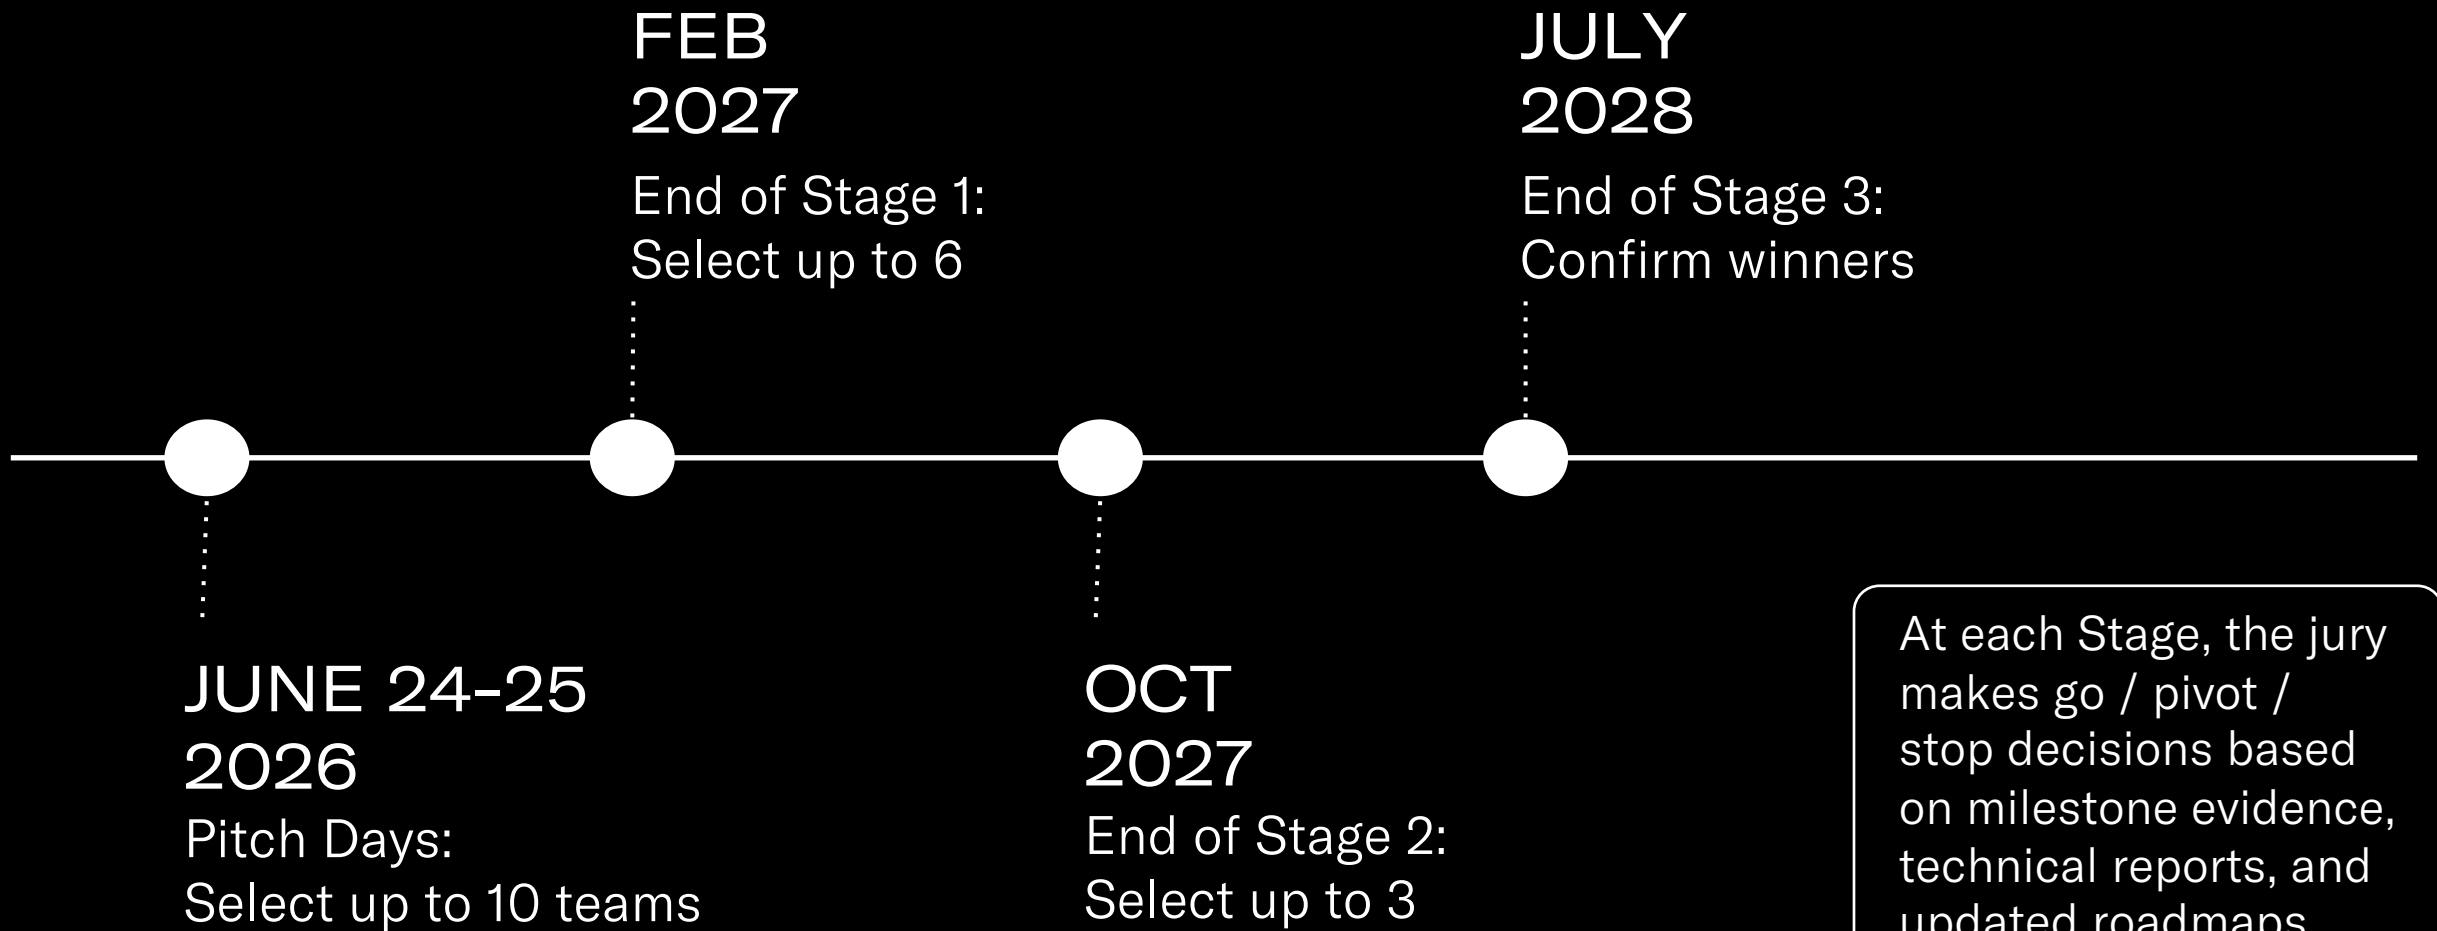 FEB
2027
End of Stage 1:
Select up to 6
JULY
2028
End of Stage 3:
Confirm winners
JUNE 24-25
2026
Pitch Days:
Select up to 10 teams
OCT
2027
End of Stage 2:
Select up to 3
At each Stage, the jury
makes go / pivot /
stop decisions based
on milestone evidence,
technical reports, and
updated roadmaps